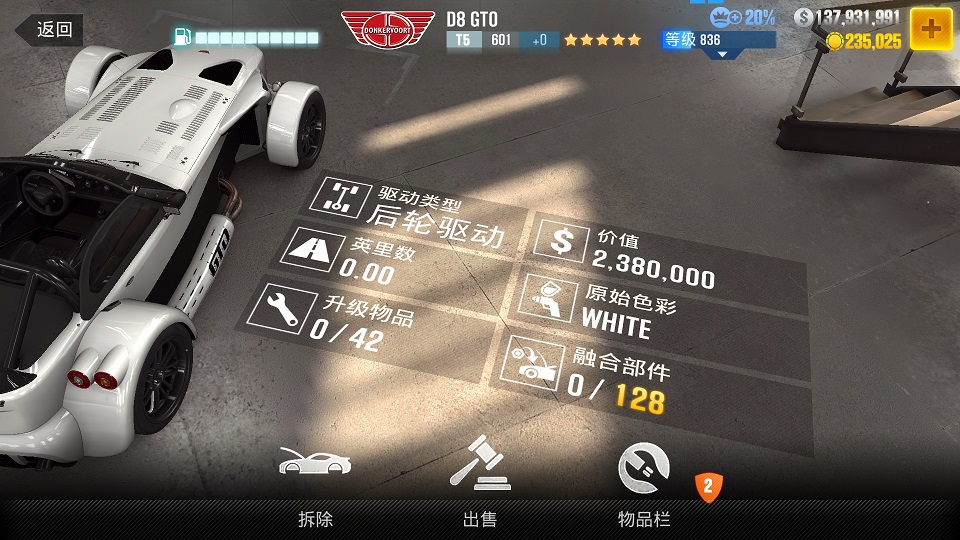 返回
DONKERVOORT
D8 GTO
T5 601 +0
20%
等级 836
137,931,991
235,025
驱动类型
后轮驱动
英里数
0.00
升级物品
0/42
价值
2,380,000
原始色彩
WHITE
融合部件
0/128
GTO
拆除
出售
物品栏
2